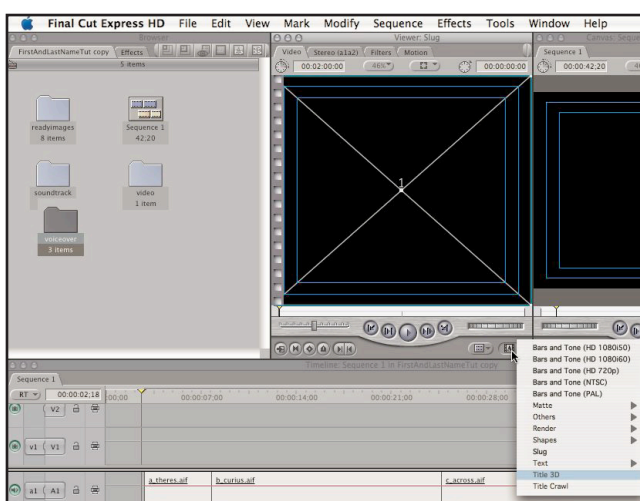 Final Cut Express HD File Edit View Mark Modify Sequence Effects Tools Window Help
Browser
Viewer: Slug
Canvas: Sequ
FirstAndLastNameTut copy Effects
Video Stereo (a1a2) Filters Motion
Sequence 1
5 items
00:02:00:00 46% 00:00:00:00
00:00:42;20
readyimages
8 items
Sequence 1
42:20
soundtrack
video
1 item
voiceover
3 items
1
Timeline: Sequence 1 in FirstAndLastNameTut copy
Sequence 1
RT 00:00:02;18
00;00 00:00:07;00 00:00:14;00 00:00:21;00 00:00:28;00
V2
v1 V1
a1 A1
a_theres.aif b_curius.aif c_across.aif
Bars and Tone (HD 1080i50)
Bars and Tone (HD 1080i60)
Bars and Tone (HD 720p)
Bars and Tone (NTSC)
Bars and Tone (PAL)
Matte
Others
Render
Shapes
Slug
Text
Title 3D
Title Crawl